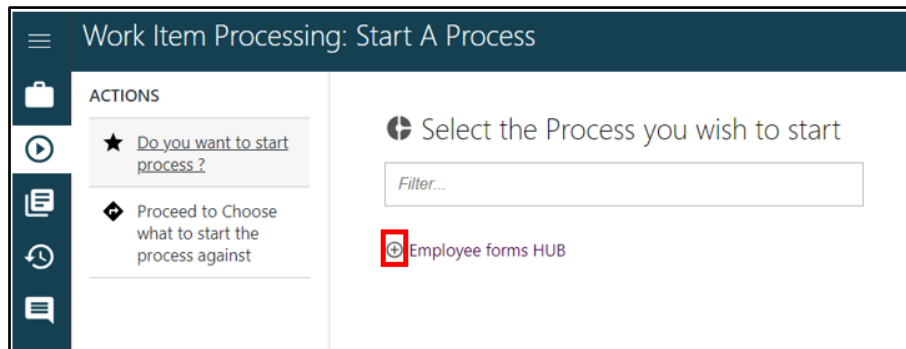 Work Item Processing: Start A Process
ACTIONS
Do you want to start
process ?
Proceed to Choose
what to start the
process against
Select the Process you wish to start
Filter...
Employee forms HUB